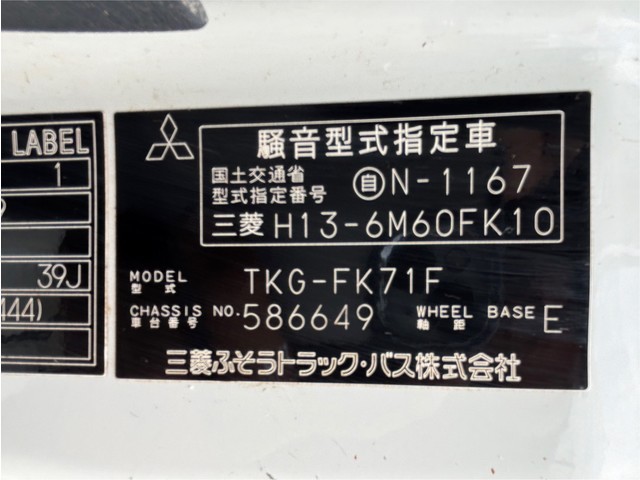 LABEL
1
39J
144)
騒音型式指定車
国土交通省
型式指定番号 自N-1167
三菱 H13-6M60FK10
MODEL
型式 TKG-FK71F
CHASSIS NO. 586649 WHEEL BASE E
車台番号 軸距
三菱ふそうトラック・バス株式会社